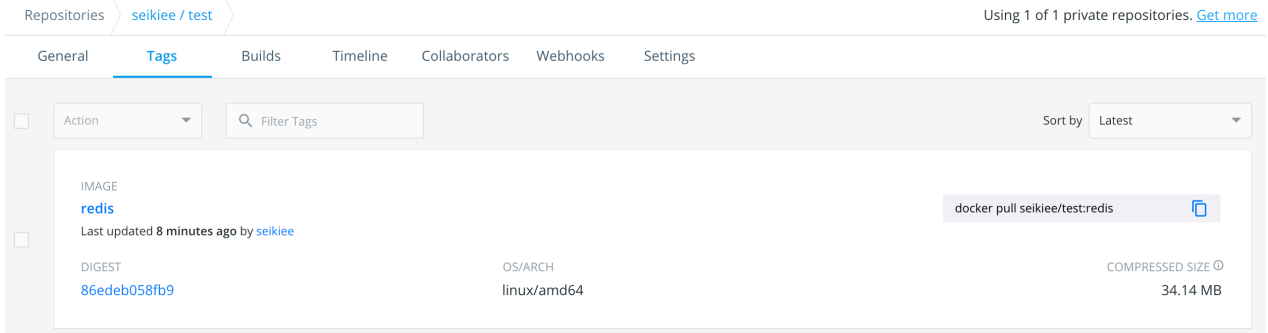 Repositories seikiee / test Using 1 of 1 private repositories. Get more
General Tags Builds Timeline Collaborators Webhooks Settings
Action Filter Tags Sort by Latest
IMAGE
redis docker pull seikiee/test:redis
Last updated 8 minutes ago by seikiee
DIGEST OS/ARCH COMPRESSED SIZE
86edeb058fb9 linux/amd64 34.14 MB